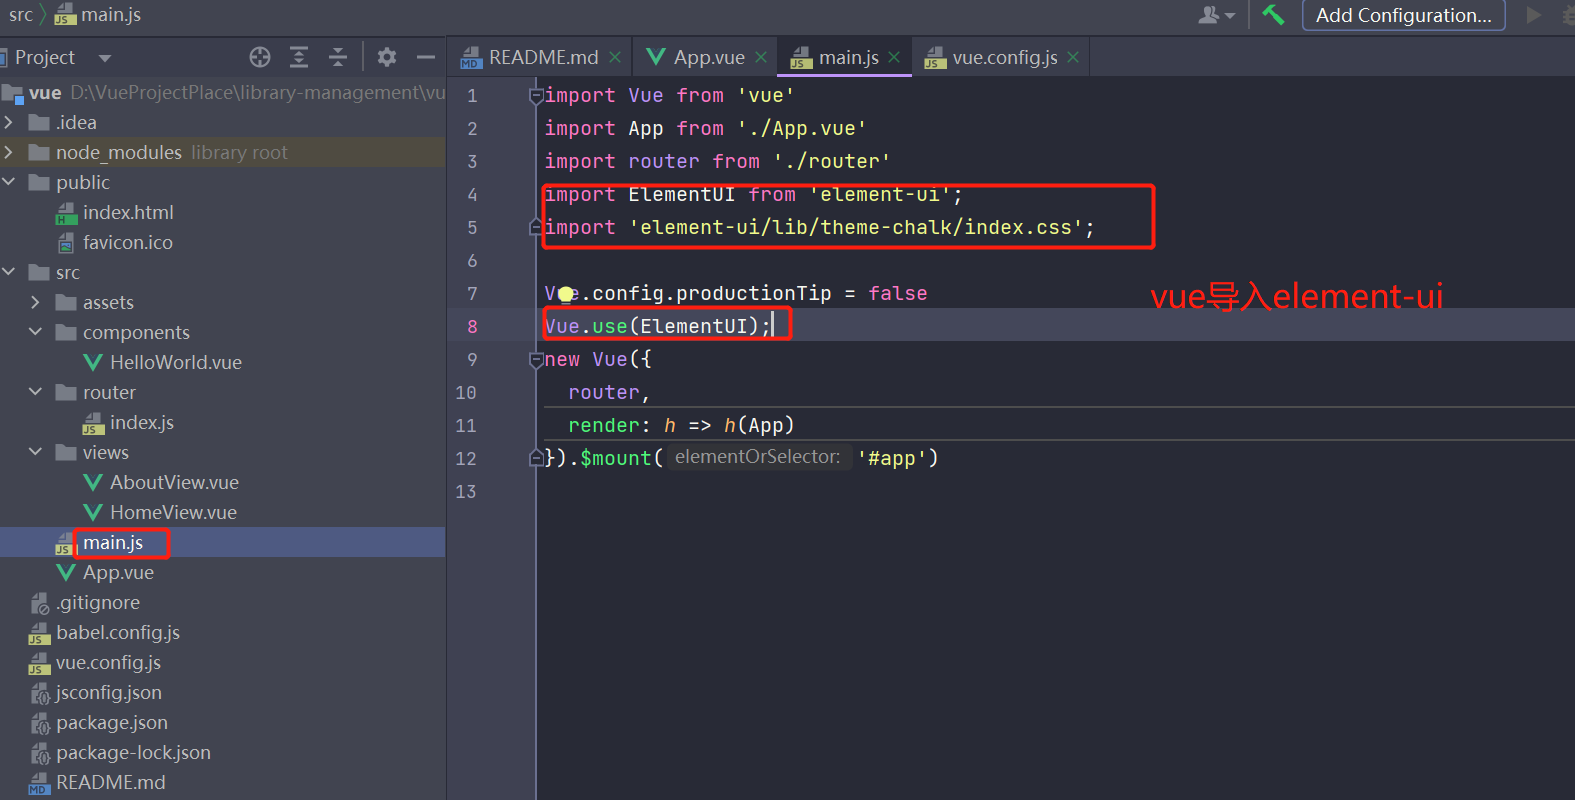 src main.js
Add Configuration...
Project
README.md App.vue main.js vue.config.js
vue D:\VueProjectPlace\library-management\vu
.idea
node_modules library root
public
index.html
favicon.ico
src
assets
components
HelloWorld.vue
router
index.js
views
AboutView.vue
HomeView.vue
main.js
App.vue
.gitignore
babel.config.js
vue.config.js
jsconfig.json
package.json
package-lock.json
README.md
1 import Vue from 'vue'
2 import App from './App.vue'
3 import router from './router'
4 import ElementUI from 'element-ui';
5 import 'element-ui/lib/theme-chalk/index.css';
6
7 Vue.config.productionTip = false
8 Vue.use(ElementUI);
9 new Vue({
10 router,
11 render: h => h(App)
12 }).$mount( elementOrSelector: '#app')
13
vue导入element-ui